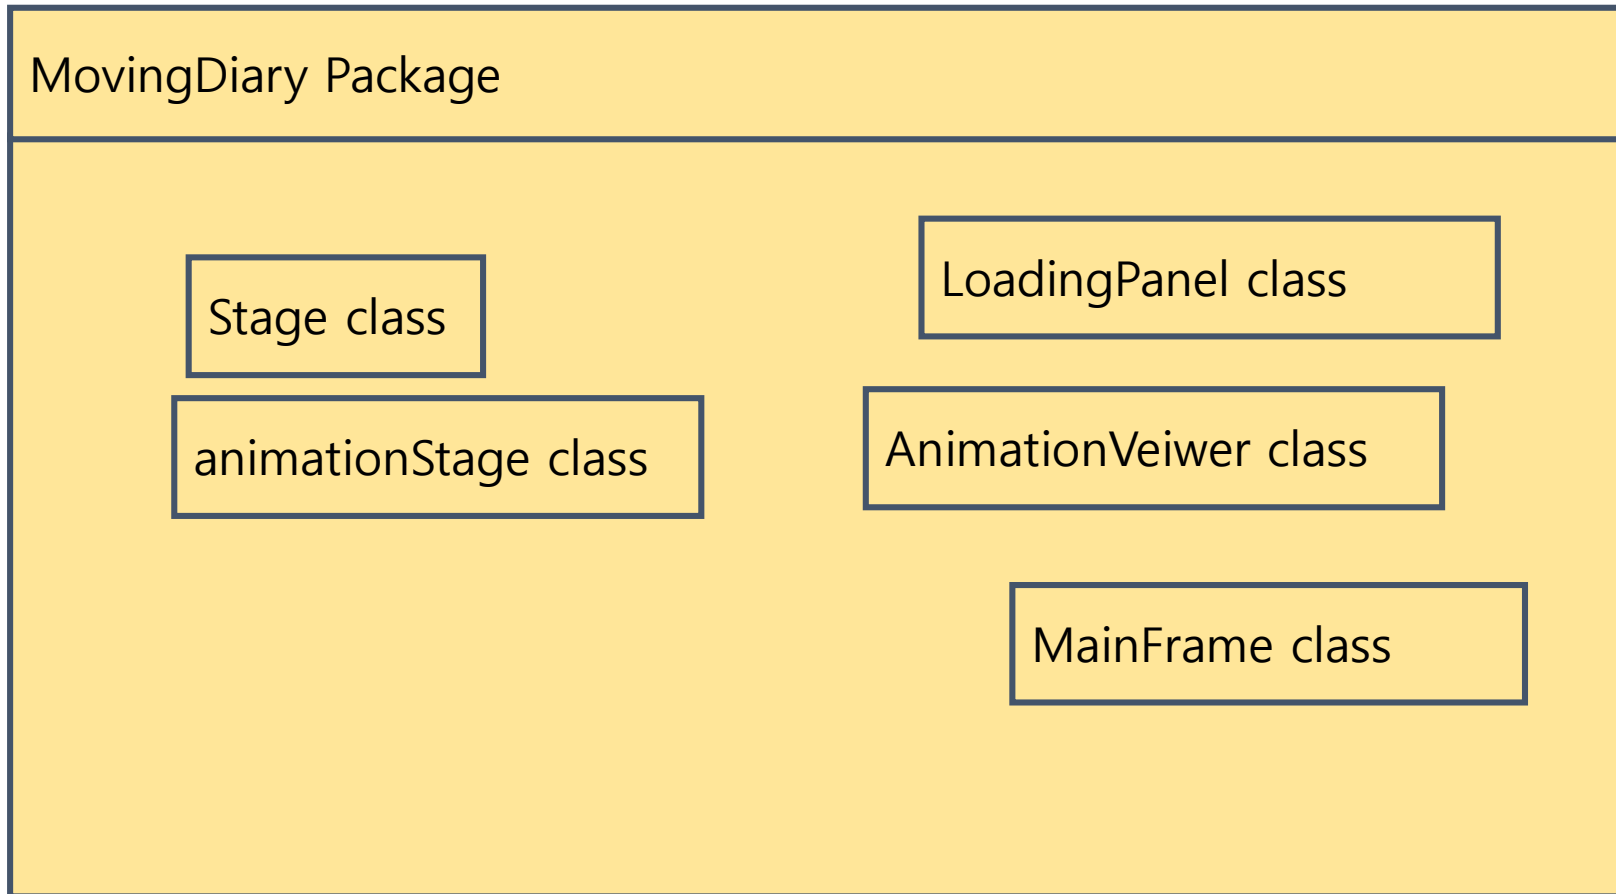 MovingDiary Package
Stage class
animationStage class
LoadingPanel class
AnimationVeiwer class
MainFrame class